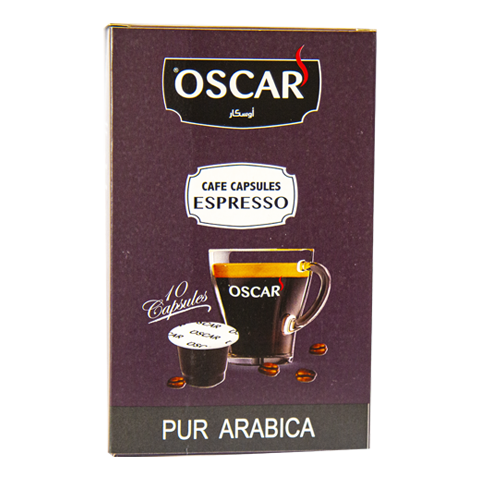 ®OSCAR
أوسكار
CAFE CAPSULES
ESPRESSO
10
Capsules
OSCAR
OSCAR
PUR ARABICA